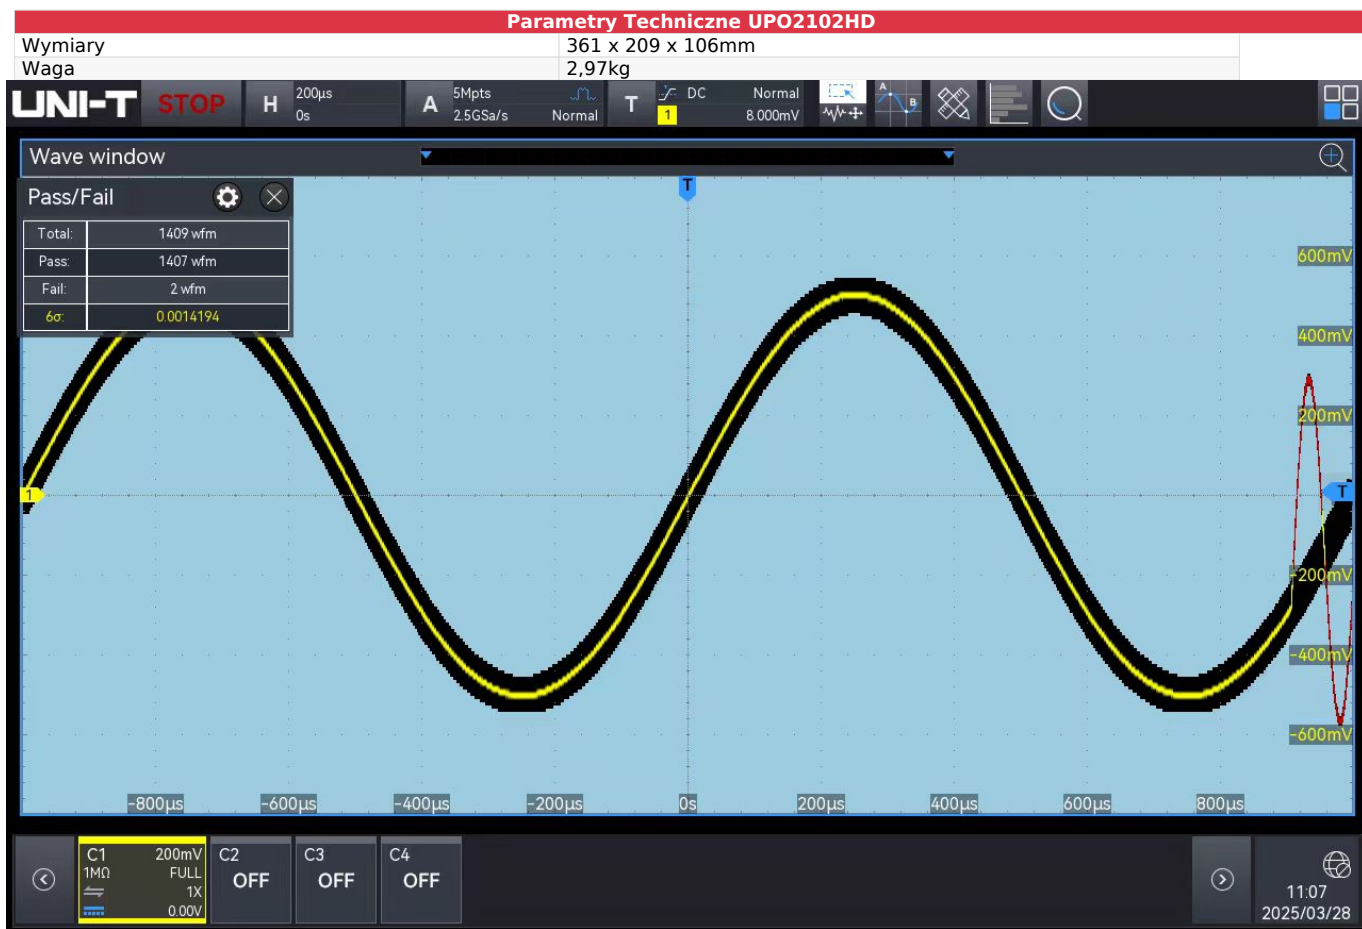 Parametry Techniczne UPO2102HD
Wymiary 361 x 209 x 106mm
Waga 2,97kg
UNI-T STOP H 200µs 0s A 5Mpts 2.5GSa/s Normal T 1 DC Normal 8.000mV A B
Wave window
Pass/Fail
T
Total: 1409 wfm
Pass: 1407 wfm
Fail: 2 wfm
6σ: 0.0014194
600mV
400mV
200mV
1
T
-200mV
-400mV
-600mV
-800µs -600µs -400µs -200µs 0s 200µs 400µs 600µs 800µs
C1 200mV C2 C3 C4
1MΩ FULL OFF OFF OFF
1X
0.00V
11:07
2025/03/28